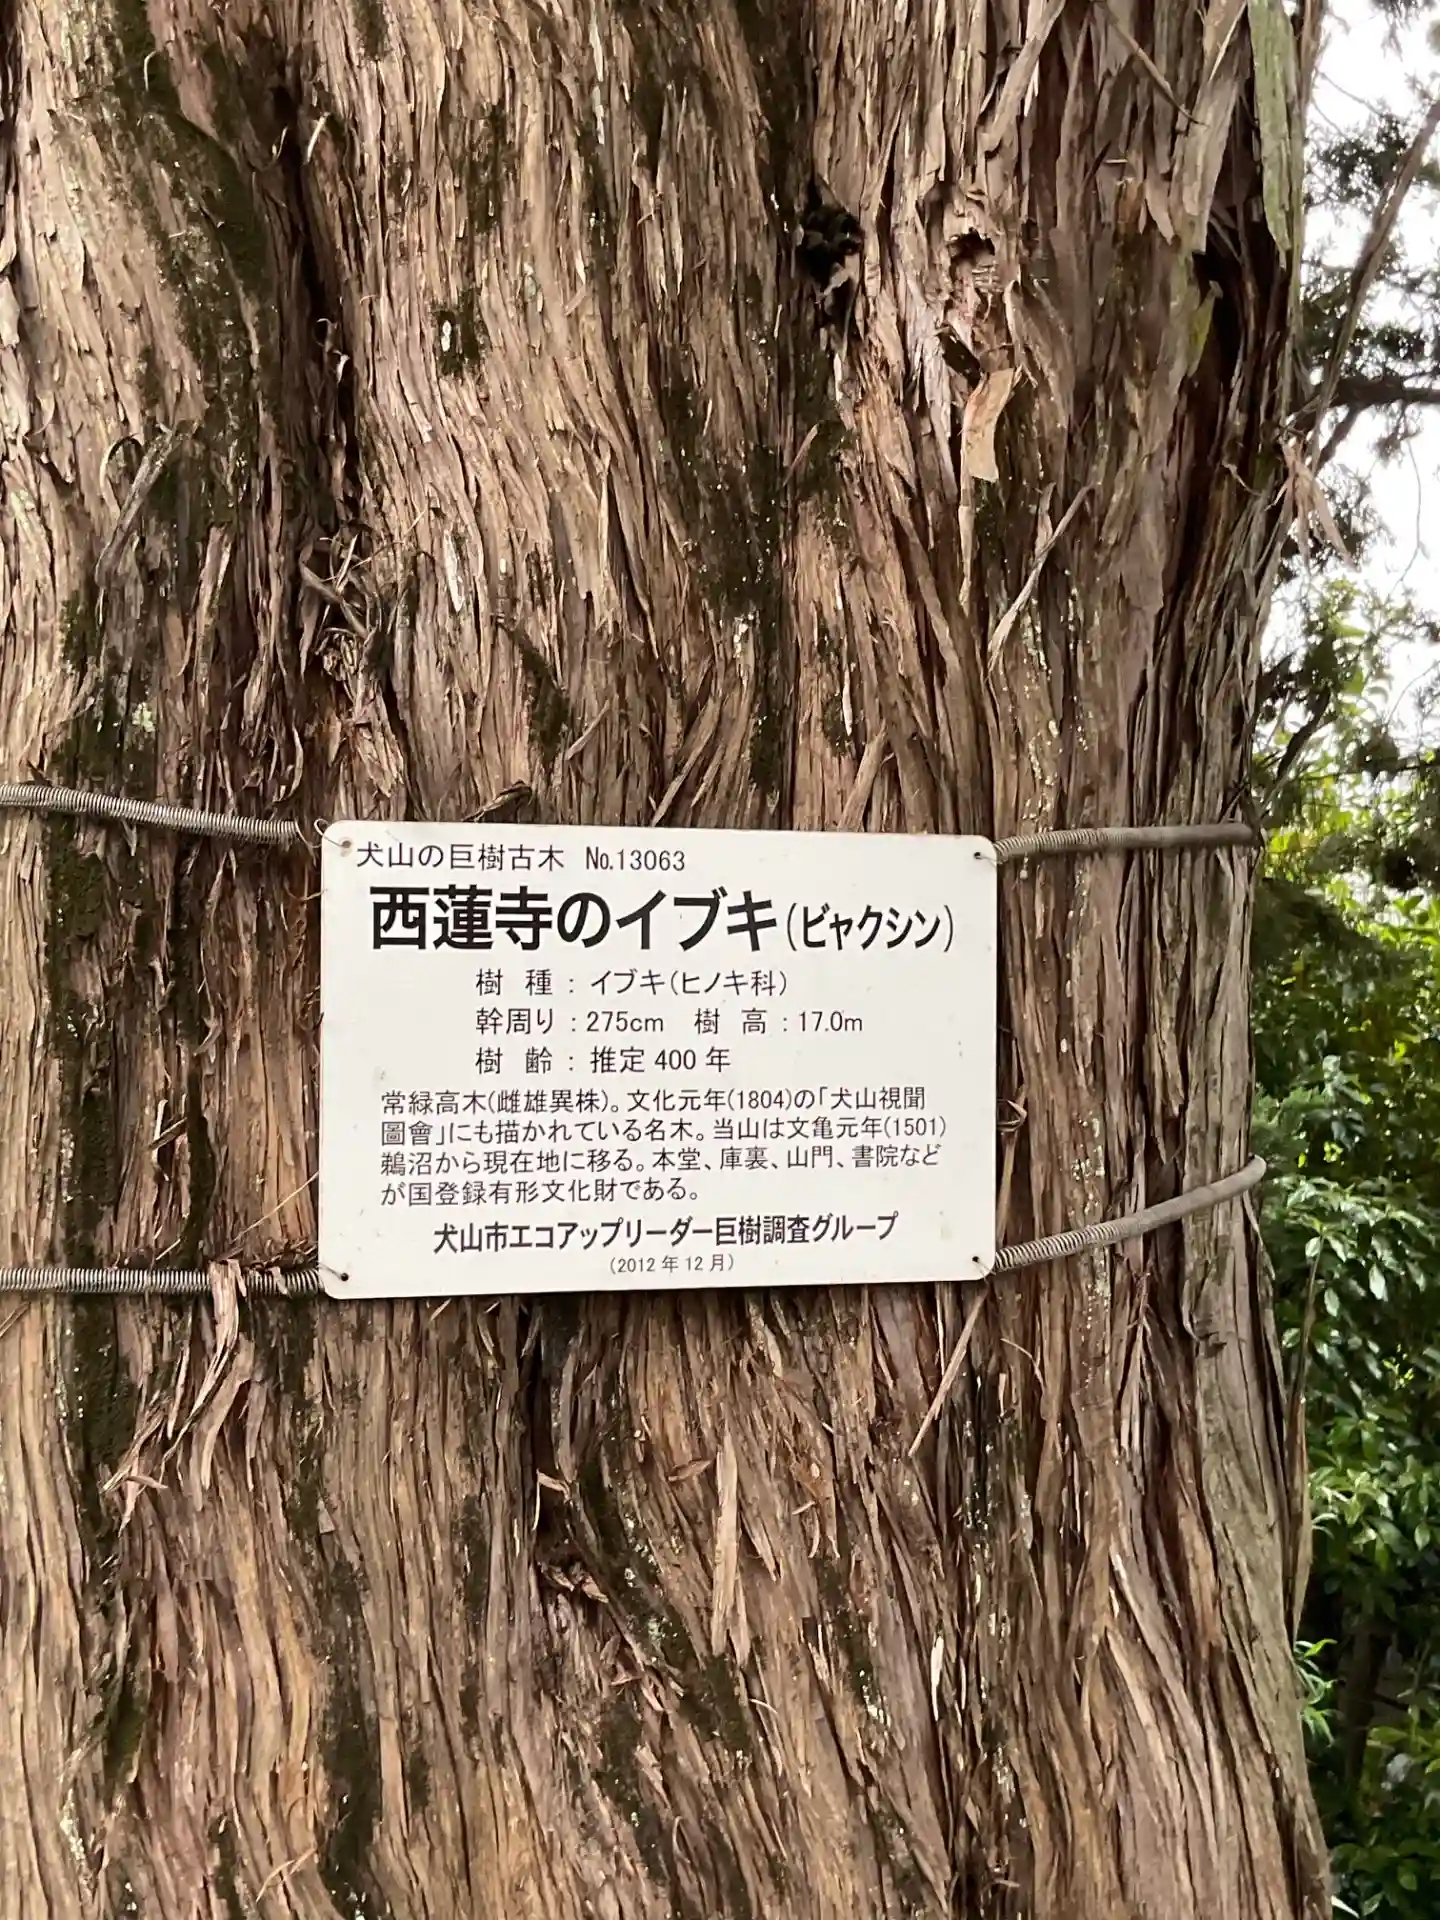 犬山の巨樹古木 №13063
西蓮寺のイブキ(ビャクシン)
樹 種 : イブキ(ヒノキ科)
幹周り : 275cm 樹 高 : 17.0m
樹 齢 : 推定 400 年
常緑高木(雌雄異株)。文化元年(1804)の「犬山視聞
圖會」にも描かれている名木。当山は文亀元年(1501)
鵜沼から現在地に移る。本堂、庫裏、山門、書院など
が国登録有形文化財である。
犬山市エコアップリーダー巨樹調査グループ
(2012 年 12 月)